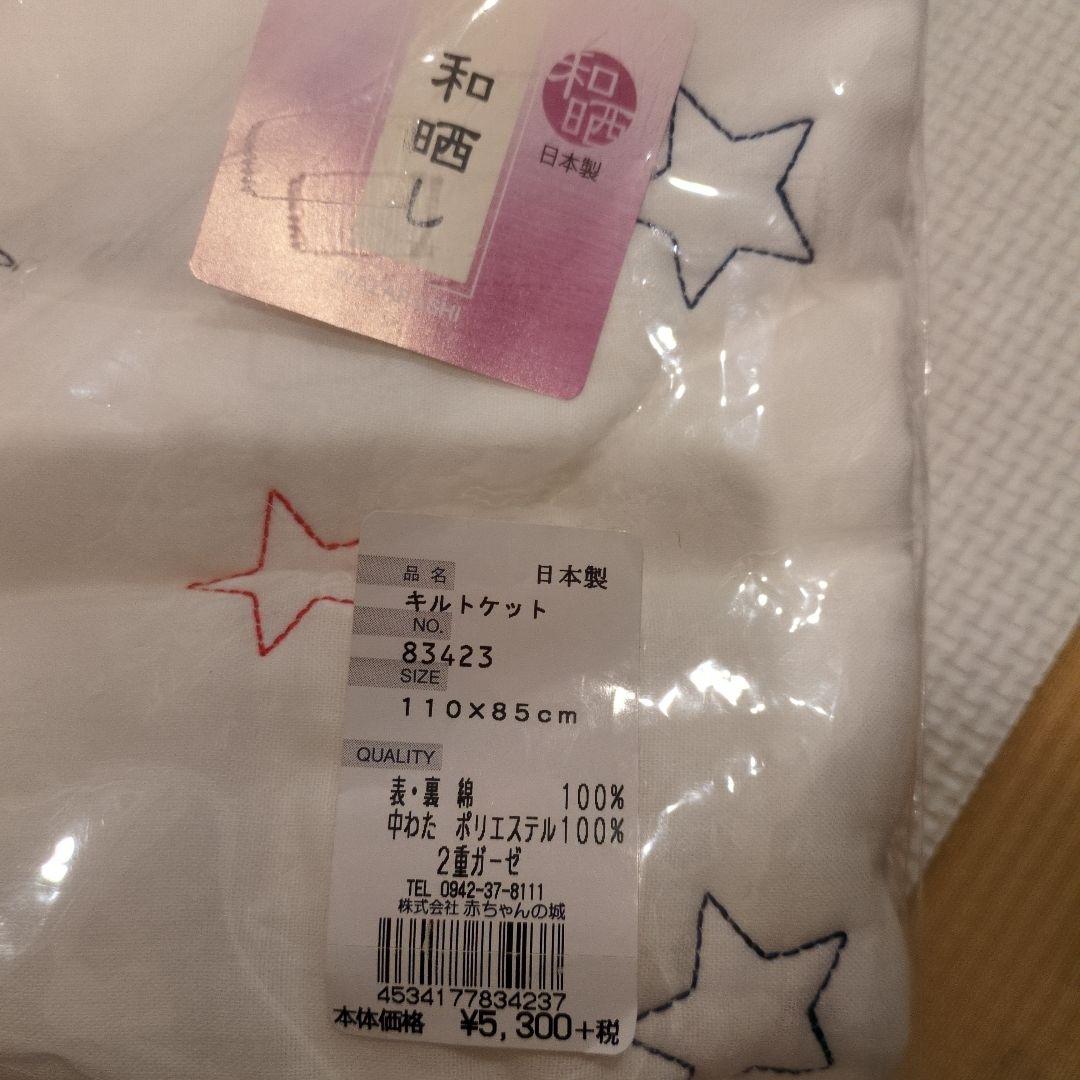 和晒し
和晒
日本製
品名 日本製
キルトケット
NO.
83423
SIZE
110×85cm
QUALITY
表・裏 綿 100%
中わた ポリエステル100%
2重ガーゼ
TEL 0942-37-8111
株式会社 赤ちゃんの城
4534177834237
本体価格 ¥5,300+税